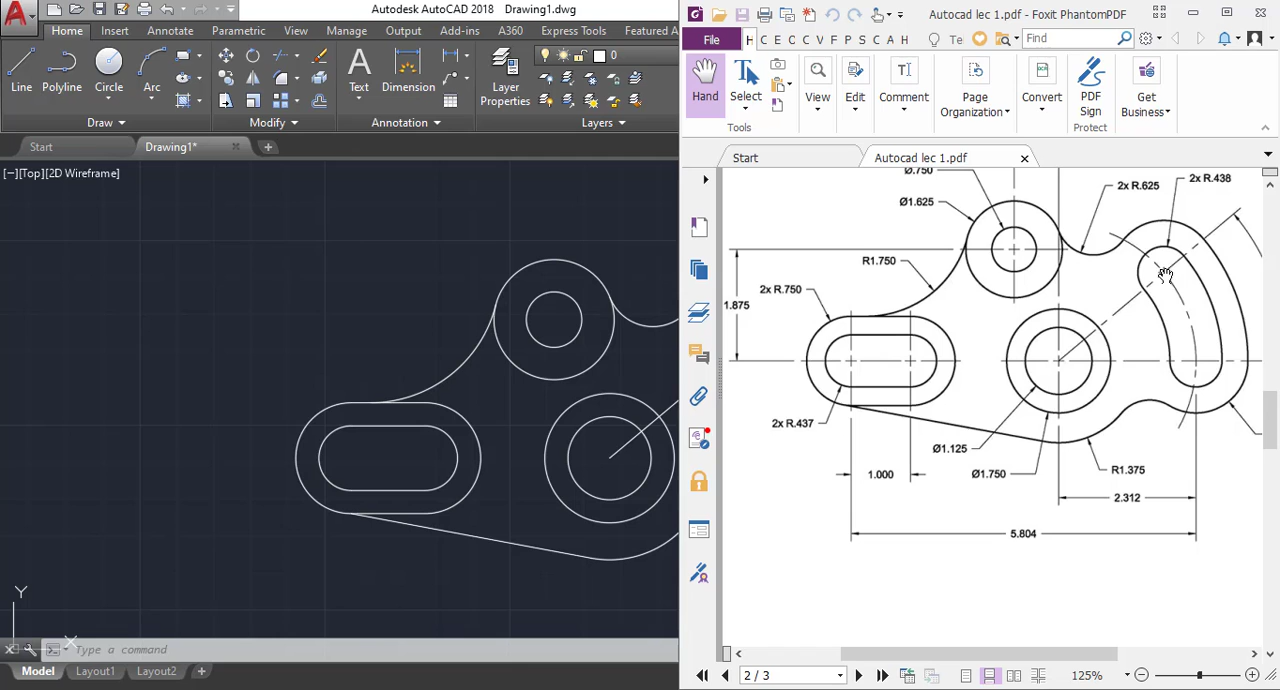 Autodesk AutoCAD 2018 Drawing1.dwg
Home Insert Annotate Parametric View Manage Output Add-ins A360 Express Tools Featured A
Line Polyline Circle Arc
Text Dimension
Layer Properties
0
Draw Modify Annotation Layers
Start Drawing1*
[−][Top][2D Wireframe]
Y
X
Type a command
Model Layout1 Layout2
Autocad lec 1.pdf - Foxit PhantomPDF
File H C E O V F P S C A H Te Find
Hand Select View Edit Comment Page Organization Convert PDF Sign Get Business
Tools Protect
Start Autocad lec 1.pdf
Ø.750
2x R.438
2x R.625
Ø1.625
R1.750
2x R.750
1.875
2x R.437
Ø1.125
R1.375
1.000
Ø1.750
2.312
5.804
2 / 3
125%